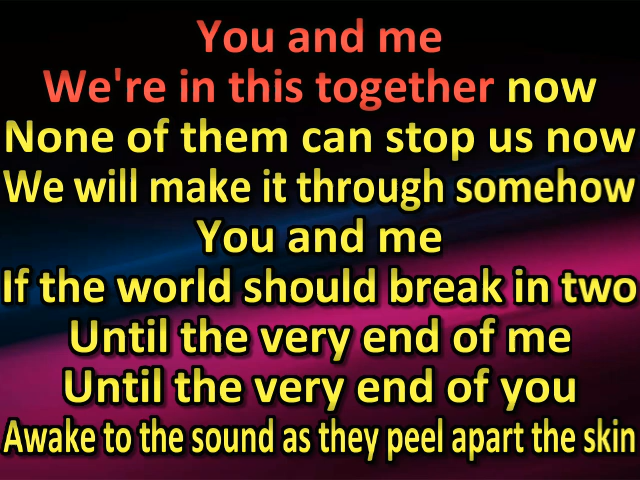 You and me
We're in this together now
None of them can stop us now
We will make it through somehow
You and me
If the world should break in two
Until the very end of me
Until the very end of you
Awake to the sound as they peel apart the skin